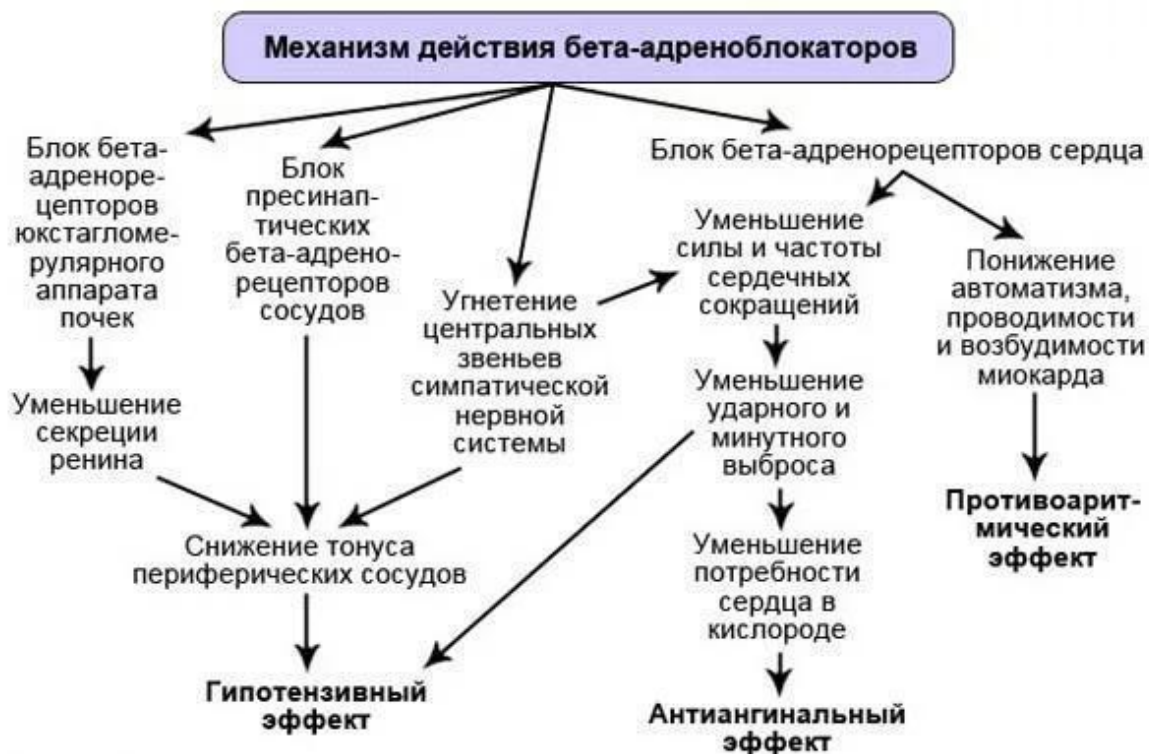 Механизм действия бета-адреноблокаторов
Блок бета-
адреноре-
цепторов
юкстагломе-
рулярного
аппарата
почек
Блок
пресинап-
тических
бета-адрено-
рецепторов
сосудов
Угнетение
центральных
звеньев
симпатической
нервной
системы
Блок бета-адренорецепторов сердца
Уменьшение
силы и частоты
сердечных
сокращений
Понижение
автоматизма,
проводимости
и возбудимости
миокарда
Уменьшение
секреции
ренина
Уменьшение
ударного и
минутного
выброса
Снижение тонуса
периферических сосудов
Уменьшение
потребности
сердца в
кислороде
Противоарит-
мический
эффект
Гипотензивный
эффект
Антиангинальный
эффект